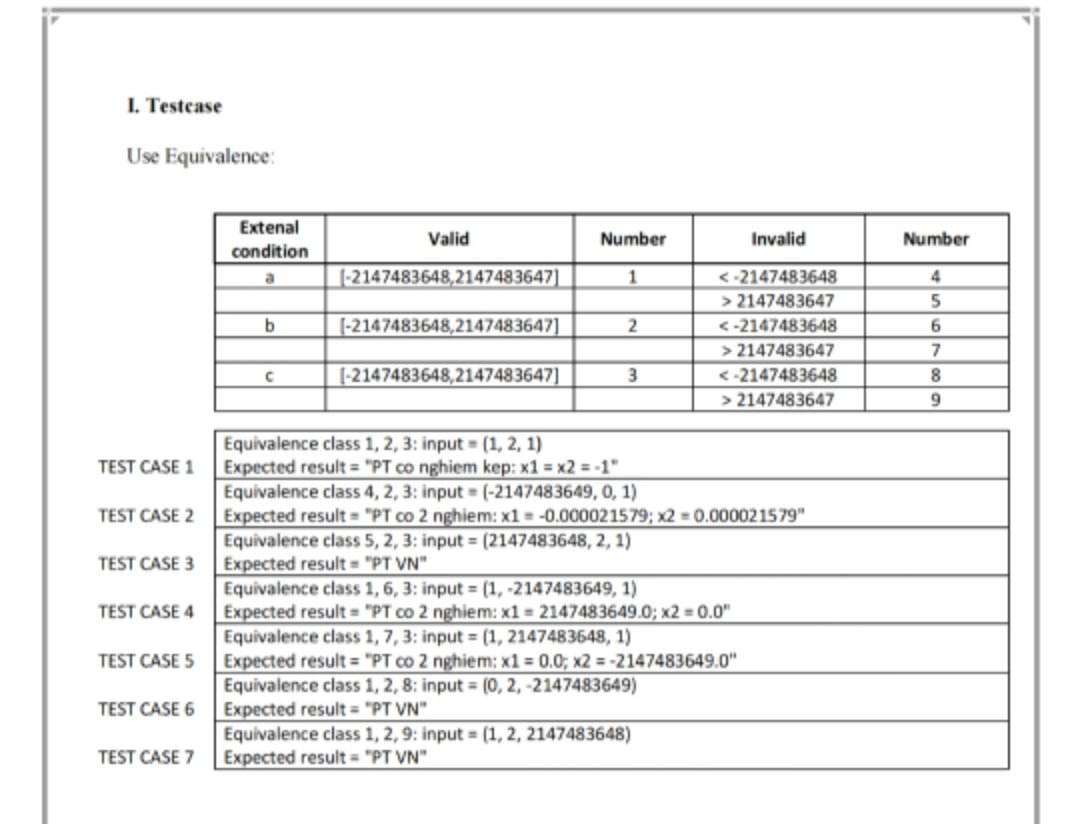 I. Testcase
Use Equivalence:
Extenal condition Valid Number Invalid Number
a [-2147483648,2147483647] 1 < -2147483648 4
> 2147483647 5
b [-2147483648,2147483647] 2 < -2147483648 6
> 2147483647 7
c [-2147483648,2147483647] 3 < -2147483648 8
> 2147483647 9
Equivalence class 1, 2, 3: input = (1, 2, 1)
TEST CASE 1 Expected result = "PT co nghiem kep: x1 = x2 = -1"
Equivalence class 4, 2, 3: input = (-2147483649, 0, 1)
TEST CASE 2 Expected result = "PT co 2 nghiem: x1 = -0.000021579; x2 = 0.000021579"
Equivalence class 5, 2, 3: input = (2147483648, 2, 1)
TEST CASE 3 Expected result = "PT VN"
Equivalence class 1, 6, 3: input = (1, -2147483649, 1)
TEST CASE 4 Expected result = "PT co 2 nghiem: x1 = 2147483649.0; x2 = 0.0"
Equivalence class 1, 7, 3: input = (1, 2147483648, 1)
TEST CASE 5 Expected result = "PT co 2 nghiem: x1 = 0.0; x2 = -2147483649.0"
Equivalence class 1, 2, 8: input = (0, 2, -2147483649)
TEST CASE 6 Expected result = "PT VN"
Equivalence class 1, 2, 9: input = (1, 2, 2147483648)
TEST CASE 7 Expected result = "PT VN"